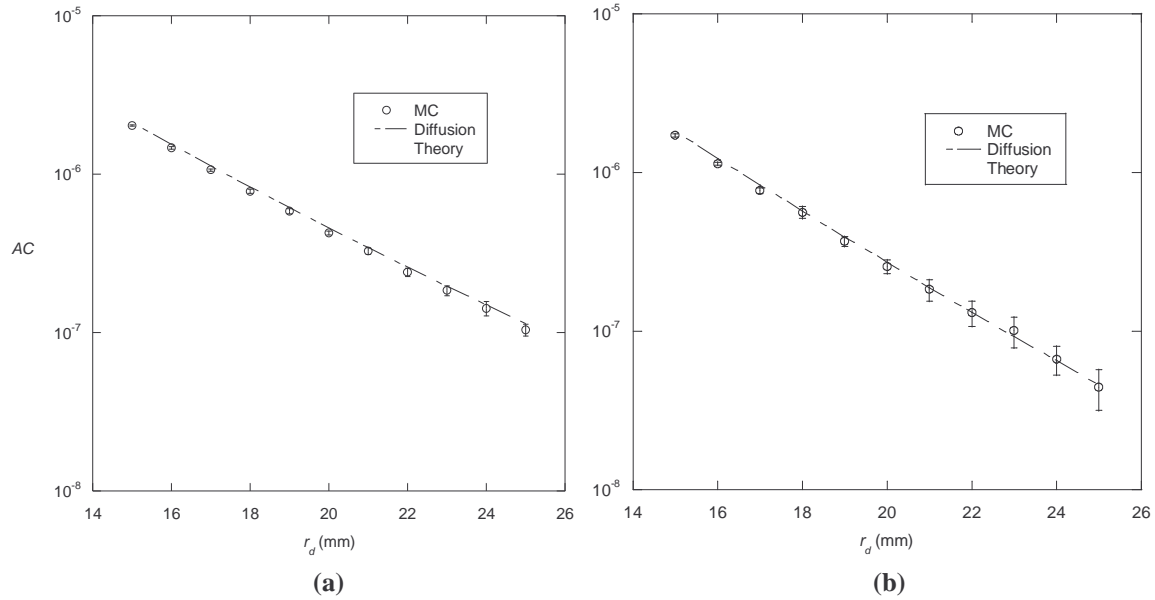 10⁻⁵
10⁻⁶
10⁻⁷
10⁻⁸
AC
MC
Diffusion
Theory
14 16 18 20 22 24 26
r_d (mm)
(a)
10⁻⁵
10⁻⁶
10⁻⁷
10⁻⁸
MC
Diffusion
Theory
14 16 18 20 22 24 26
r_d (mm)
(b)